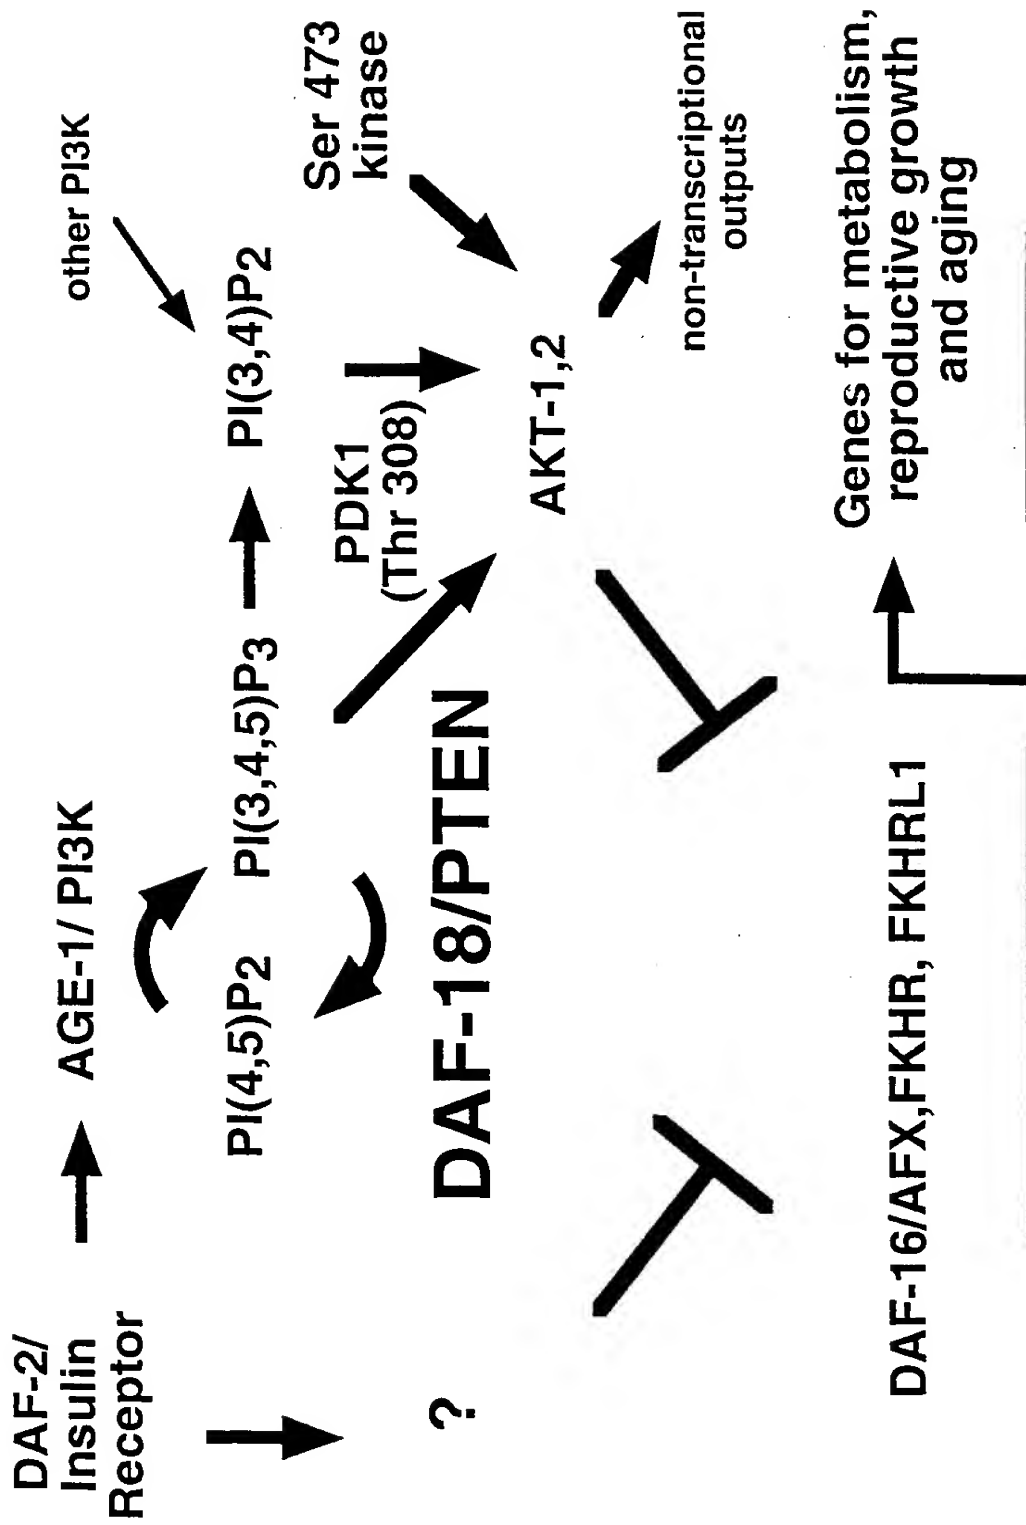 DAF-2/
Insulin
Receptor
AGE-1/ PI3K
other PI3K
PI(4,5)P2
PI(3,4,5)P3
PI(3,4)P2
Ser 473
kinase
PDK1
(Thr 308)
?
DAF-18/PTEN
AKT-1,2
non-transcriptional
outputs
DAF-16/AFX,FKHR, FKHRL1
Genes for metabolism,
reproductive growth
and aging